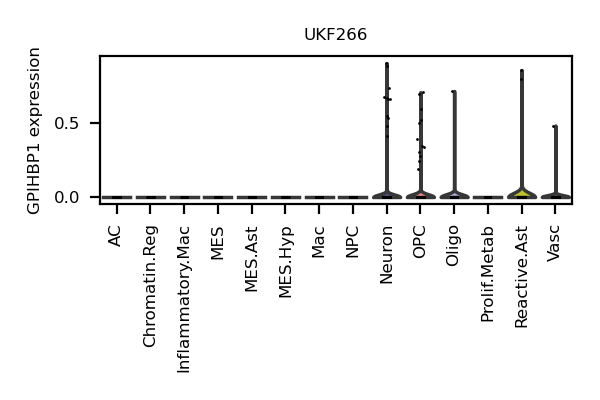 UKF266
GPIHBP1 expression
0.5
0.0
AC
Chromatin.Reg
Inflammatory.Mac
MES
MES.Ast
MES.Hyp
Mac
NPC
Neuron
OPC
Oligo
Prolif.Metab
Reactive.Ast
Vasc